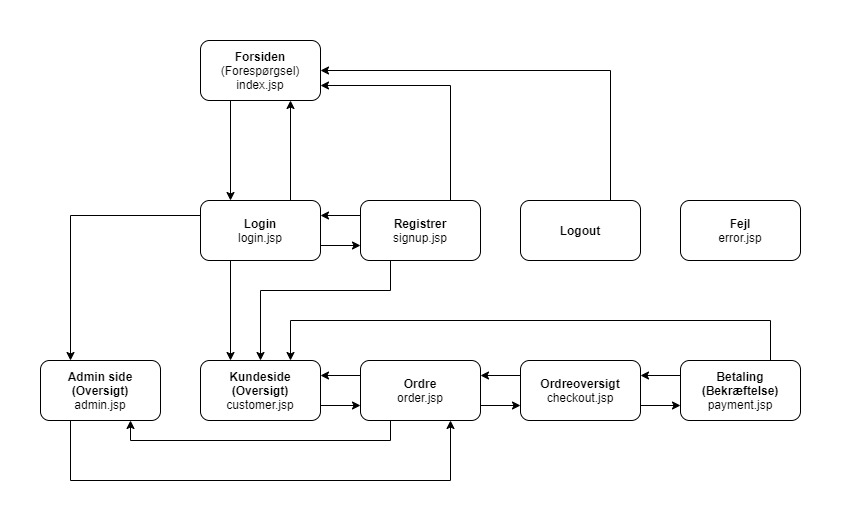 Forsiden
(Forespørgsel)
index.jsp
Login
login.jsp
Registrer
signup.jsp
Logout
Fejl
error.jsp
Admin side
(Oversigt)
admin.jsp
Kundeside
(Oversigt)
customer.jsp
Ordre
order.jsp
Ordreoversigt
checkout.jsp
Betaling
(Bekræftelse)
payment.jsp